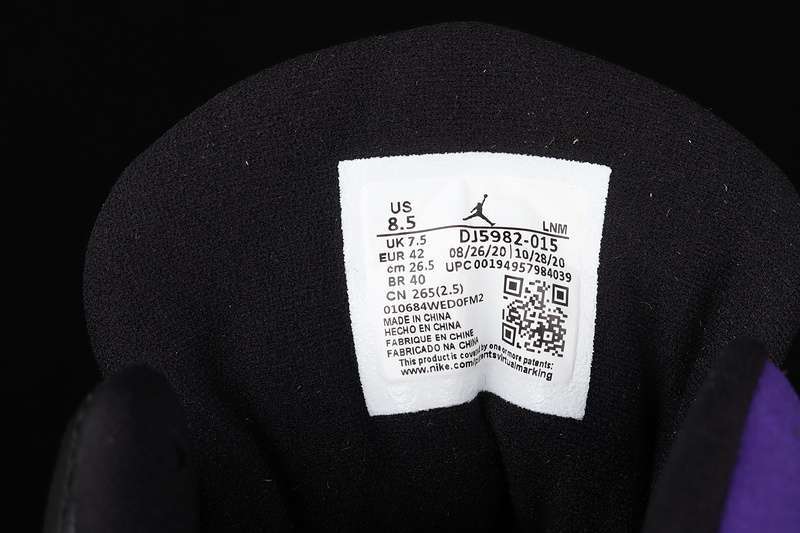 US
8.5
LNM
UK 7.5
DJ5982-015
EUR 42
08/26/20 10/28/20
cm 26.5
UPC 00194957984039
BR 40
CN 265(2.5)
010684WEDOFM2
MADE IN CHINA
HECHO EN CHINA
FABRIQUE EN CHINE
FABRICADO NA CHINA
This product is covered by one or more patents:
www.nike.com/patentsvirtualmarking